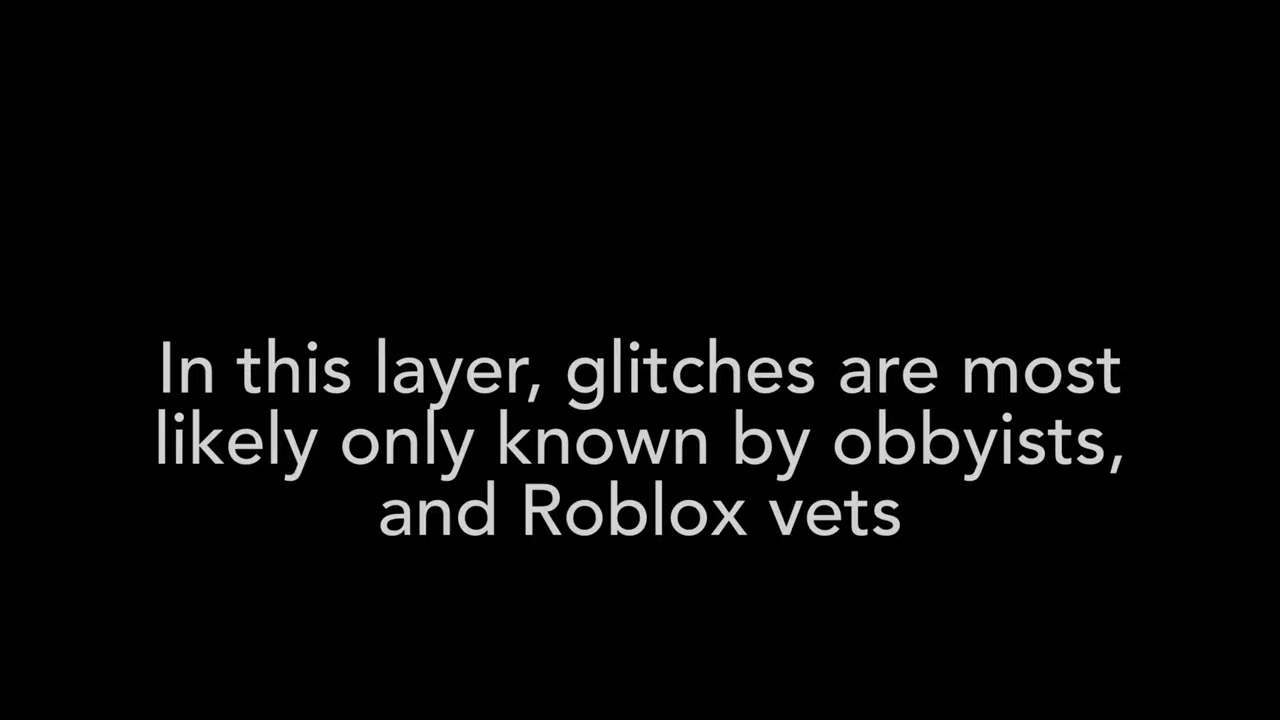 In this layer, glitches are most
likely only known by obbyists,
and Roblox vets